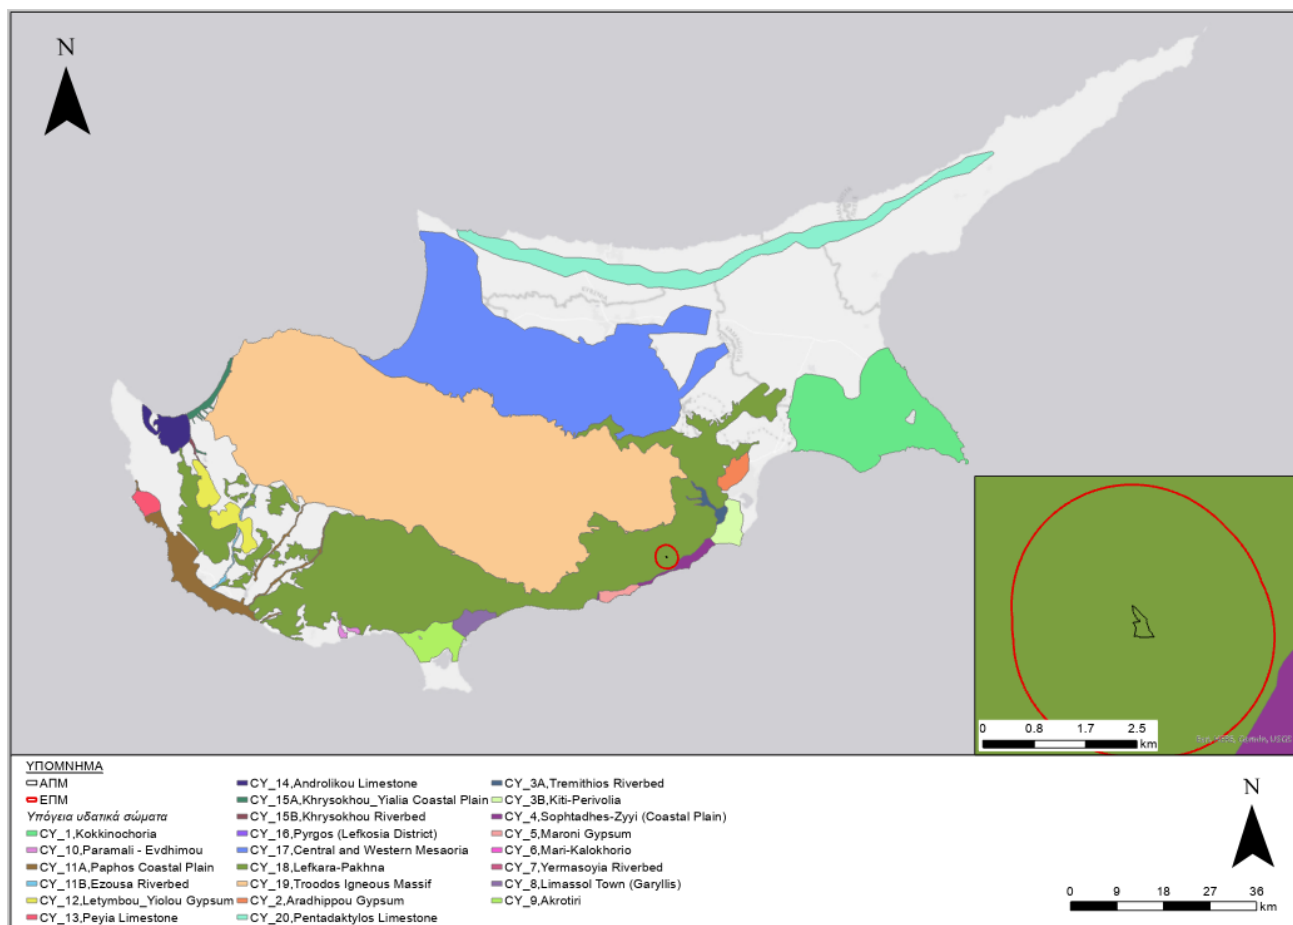 N
0 0.8 1.7 2.5
km
ΥΠΟΜΝΗΜΑ
ΑΠΜ
ΕΠΜ
Υπόγεια υδατικά σώματα
CY_1,Kokkinochoria
CY_10,Paramali - Evdhimou
CY_11A,Paphos Coastal Plain
CY_11B,Ezousa Riverbed
CY_12,Letymbou_Yiolou Gypsum
CY_13,Peyia Limestone
CY_14,Androlikou Limestone
CY_15A,Khrysokhou_Yialia Coastal Plain
CY_15B,Khrysokhou Riverbed
CY_16,Pyrgos (Lefkosia District)
CY_17,Central and Western Mesaoria
CY_18,Lefkara-Pakhna
CY_19,Troodos Igneous Massif
CY_2,Aradhippou Gypsum
CY_20,Pentadaktylos Limestone
CY_3A,Tremithios Riverbed
CY_3B,Kiti-Perivolia
CY_4,Sophtadhes-Zyyi (Coastal Plain)
CY_5,Maroni Gypsum
CY_6,Mari-Kalokhorio
CY_7,Yermasoyia Riverbed
CY_8,Limassol Town (Garyllis)
CY_9,Akrotiri
N
0 9 18 27 36
km